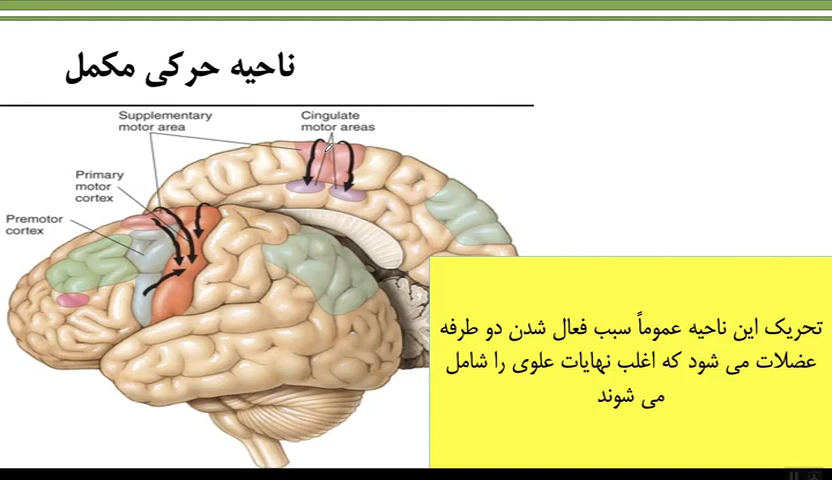 ناحیه حرکی مکمل
Supplementary
motor area
Cingulate
motor areas
Primary
motor
cortex
Premotor
cortex
تحریک این ناحیه عموماً سبب فعال شدن دو طرفه
عضلات می شود که اغلب نهایات علوی را شامل
می شوند